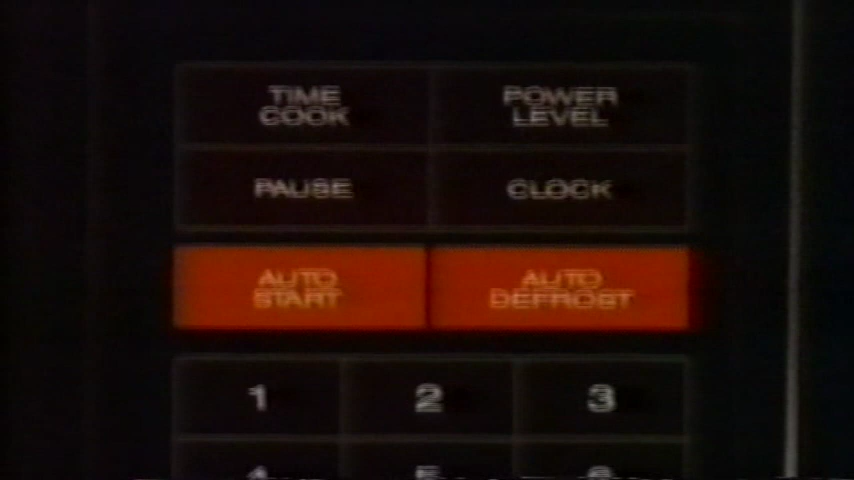 TIME
COOK
POWER
LEVEL
PAUSE
CLOCK
AUTO
START
AUTO
DEFROST
1
2
3